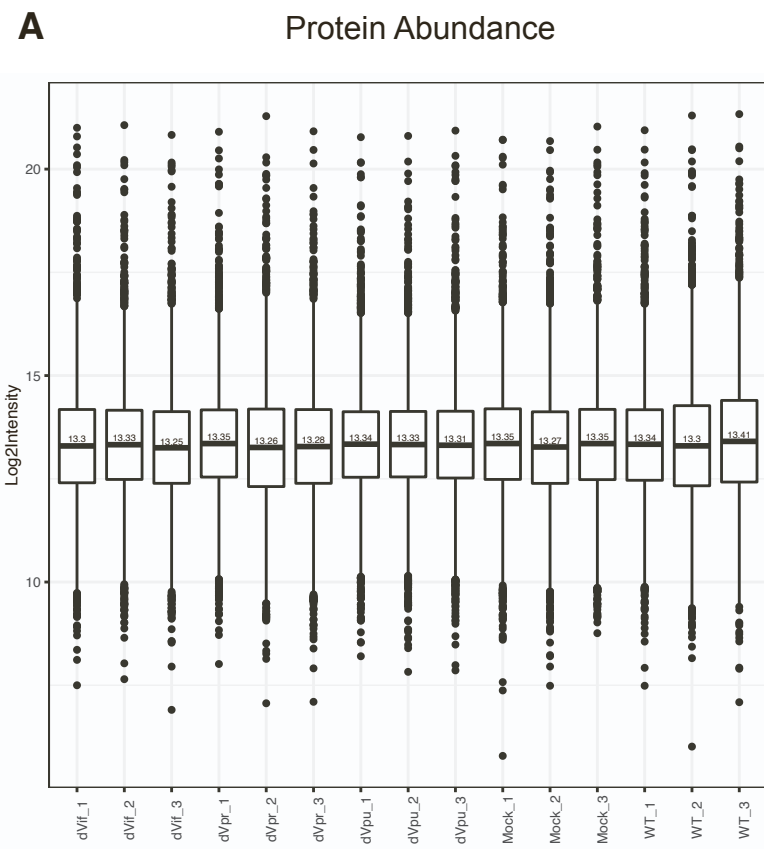 A
Protein Abundance
20
15
10
Log2Intensity
13.3
13.33
13.25
13.35
13.26
13.28
13.34
13.33
13.31
13.35
13.27
13.35
13.34
13.3
13.41
dVif_1
dVif_2
dVif_3
dVpr_1
dVpr_2
dVpr_3
dVpu_1
dVpu_2
dVpu_3
Mock_1
Mock_2
Mock_3
WT_1
WT_2
WT_3